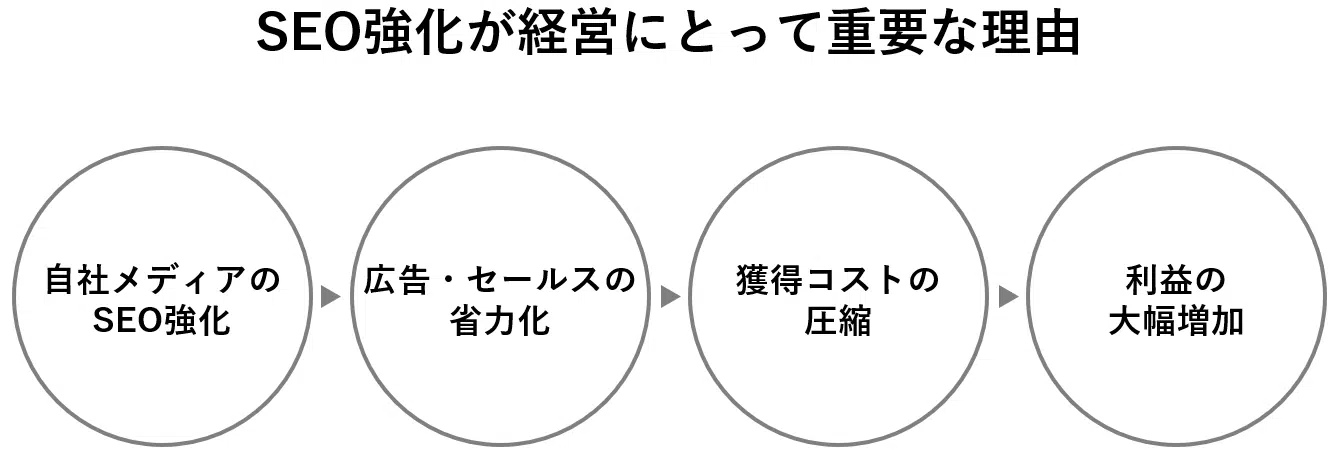 SEO強化が経営にとって重要な理由
自社メディアの
SEO強化
広告・セールスの
省力化
獲得コストの
圧縮
利益の
大幅増加